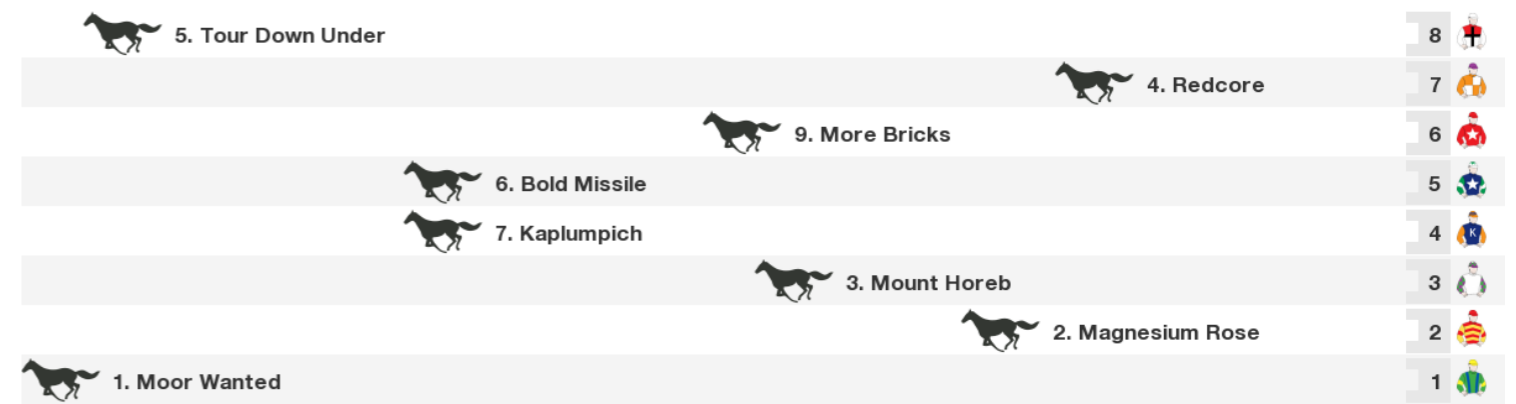 5. Tour Down Under 8
4. Redcore 7
9. More Bricks 6
6. Bold Missile 5
7. Kaplumpich 4 K
3. Mount Horeb 3
2. Magnesium Rose 2
1. Moor Wanted 1